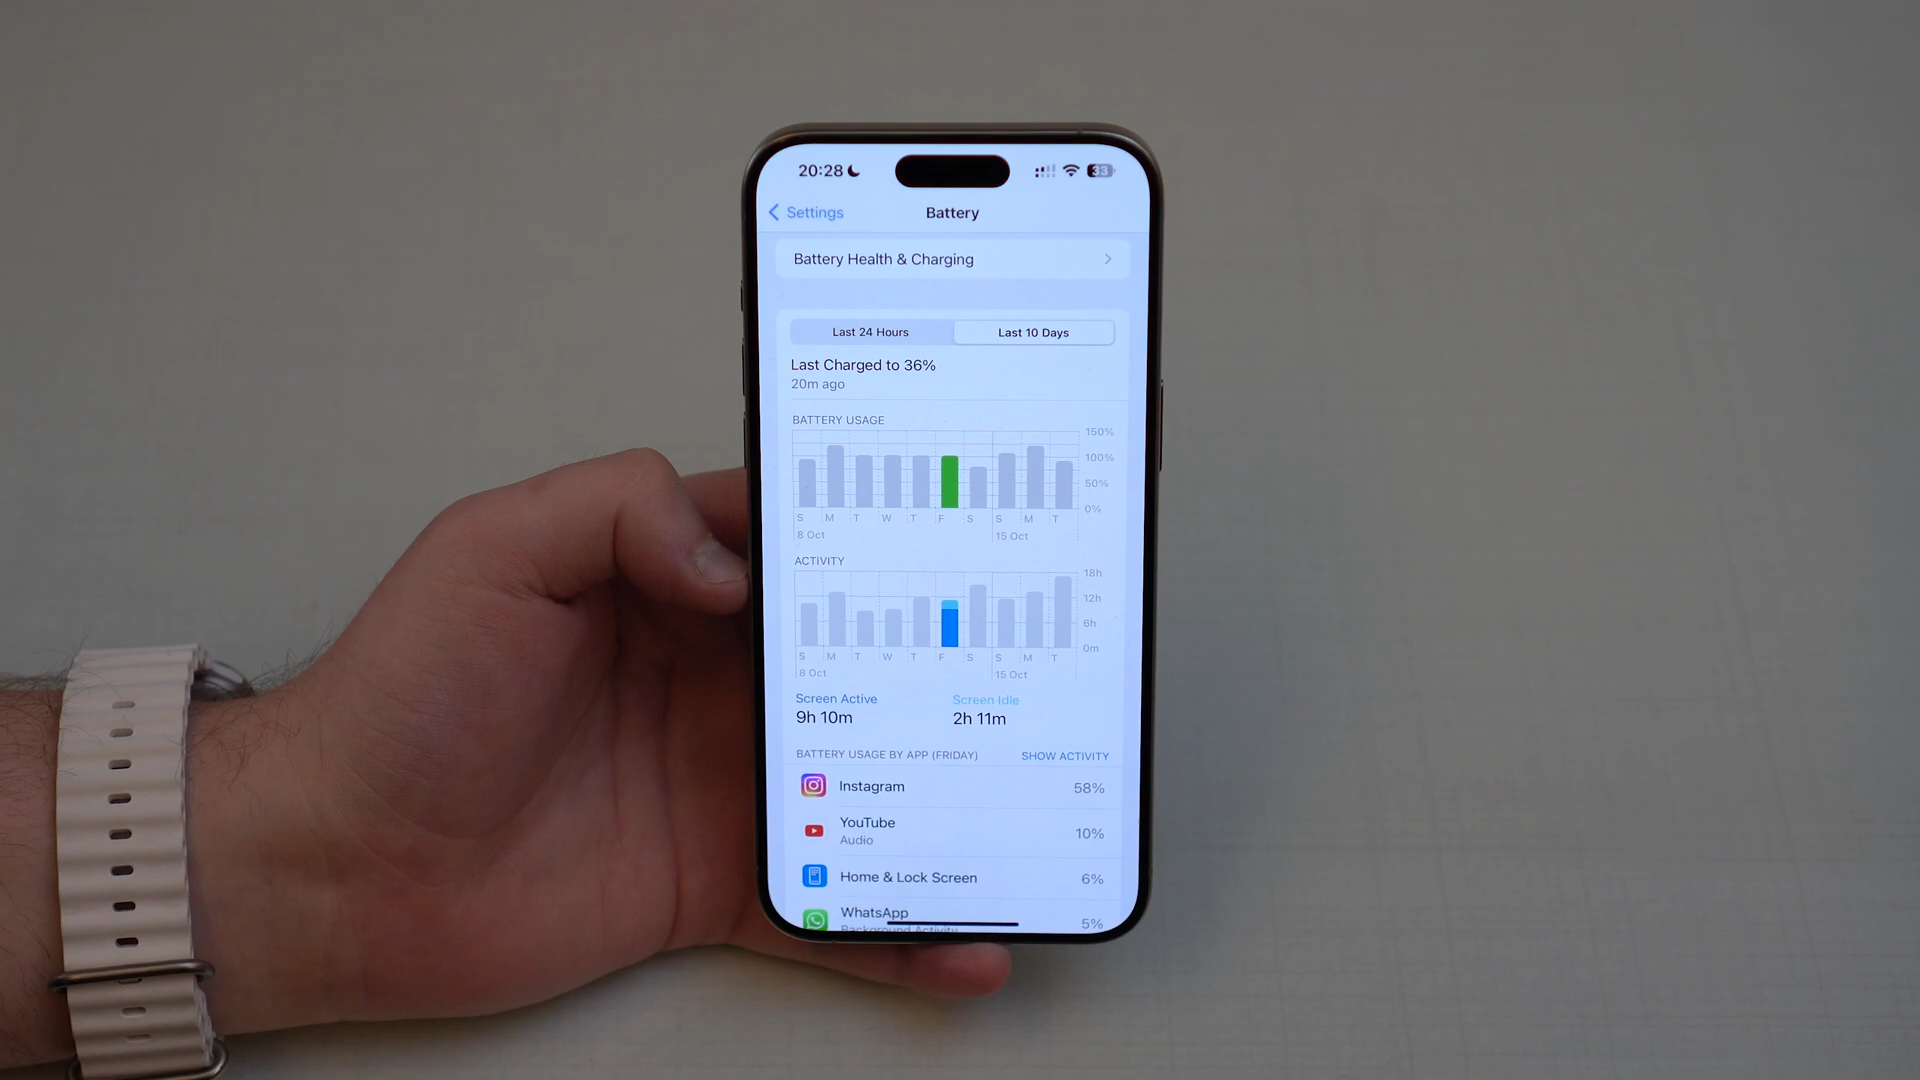 20:28 33
Settings Battery
Battery Health & Charging
Last 24 Hours Last 10 Days
Last Charged to 36%
20m ago
BATTERY USAGE
150%
100%
50%
0%
S M T W T F S S M T
8 Oct 15 Oct
ACTIVITY
18h
12h
6h
0m
S M T W T F S S M T
8 Oct 15 Oct
Screen Active Screen Idle
9h 10m 2h 11m
BATTERY USAGE BY APP (FRIDAY) SHOW ACTIVITY
Instagram 58%
YouTube 10%
Audio
Home & Lock Screen 6%
WhatsApp 5%
Background Activity